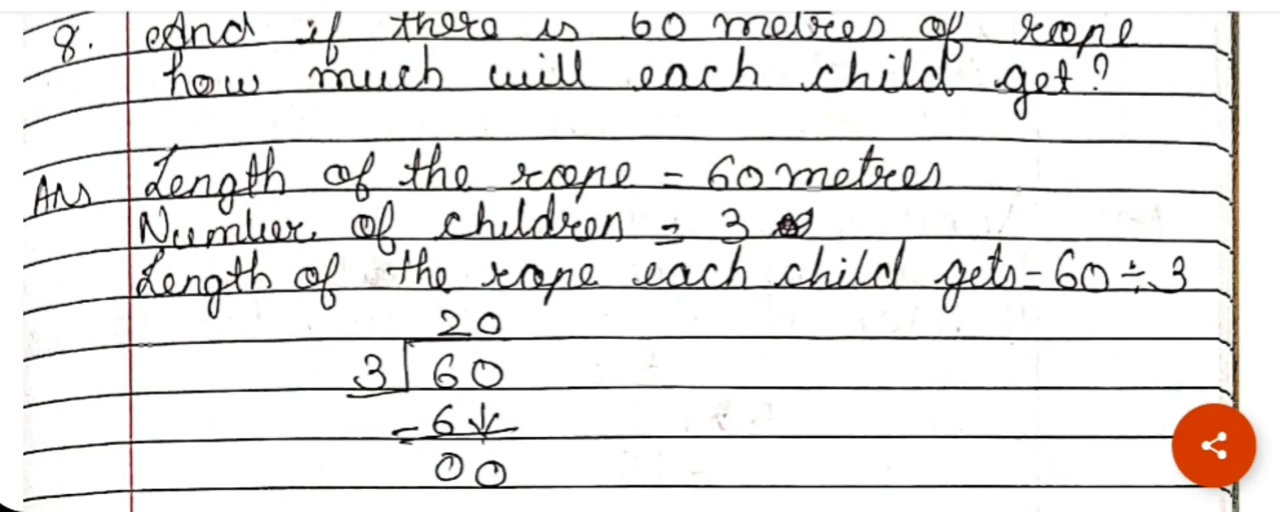 8. And if there is 60 metres of rope
how much will each child get?
Ans Length of the rope = 60 metres
Number of children = 3
Length of the rope each child gets = 60 ÷ 3
20
3 60
- 6 ↓
00